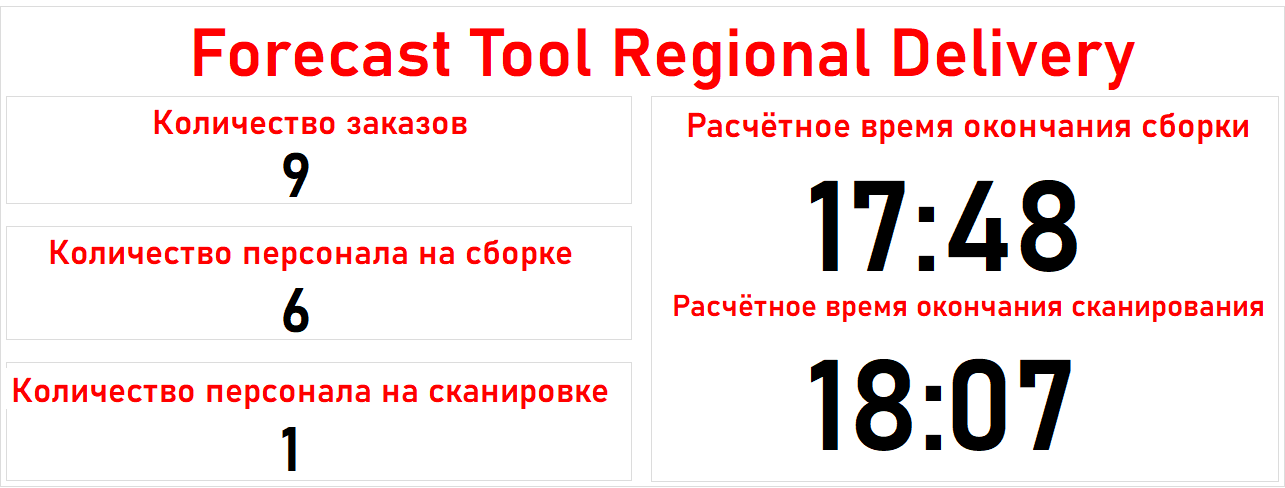 Forecast Tool Regional Delivery
Количество заказов
9
Количество персонала на сборке
6
Количество персонала на сканировке
1
Расчётное время окончания сборки
17:48
Расчётное время окончания сканирования
18:07